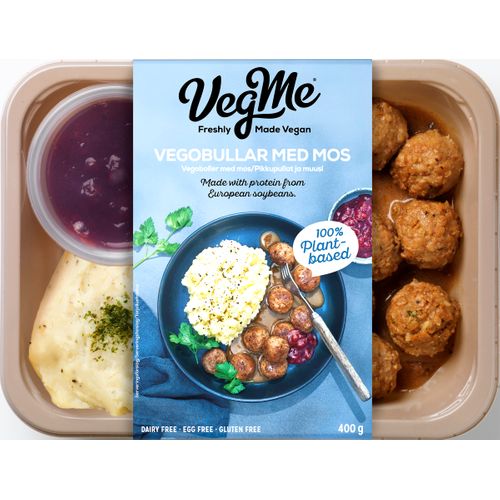 VegMe®
Freshly Made Vegan
VEGOBULLAR MED MOS
Vegoboller med mos/Pikkupullat ja muusi
Made with protein from
European soybeans.
100%
Plant-
based
DAIRY FREE · EGG FREE · GLUTEN FREE
400 g